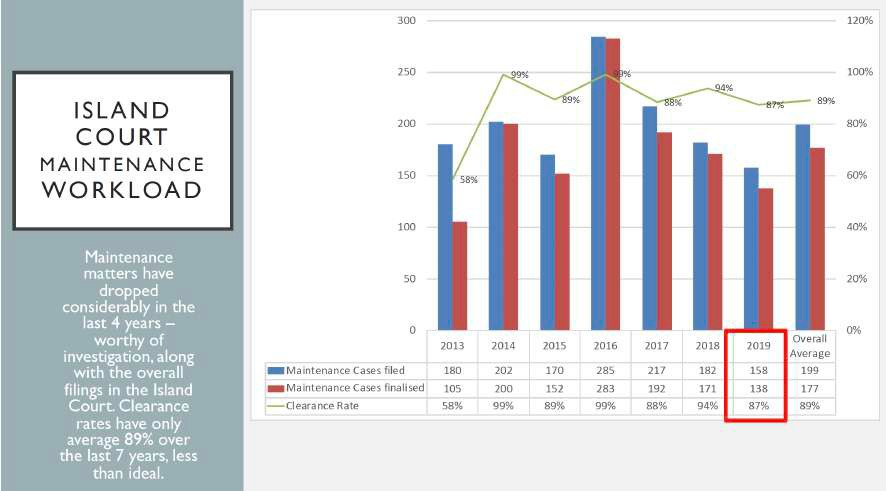 ISLAND
COURT
MAINTENANCE
WORKLOAD
Maintenance
matters have
dropped
considerably in the
last 4 years –
worthy of
investigation, along
with the overall
filings in the Island
Court. Clearance
rates have only
average 89% over
the last 7 years, less
than ideal.
300 120%
250 100%
200 80%
150 60%
100 40%
50 20%
0 0%
58% 99% 89% 99% 88% 94% 87% 89%
2013 2014 2015 2016 2017 2018 2019 Overall
Average
Maintenance Cases filed 180 202 170 285 217 182 158 199
Maintenance Cases finalised 105 200 152 283 192 171 138 177
Clearance Rate 58% 99% 89% 99% 88% 94% 87% 89%